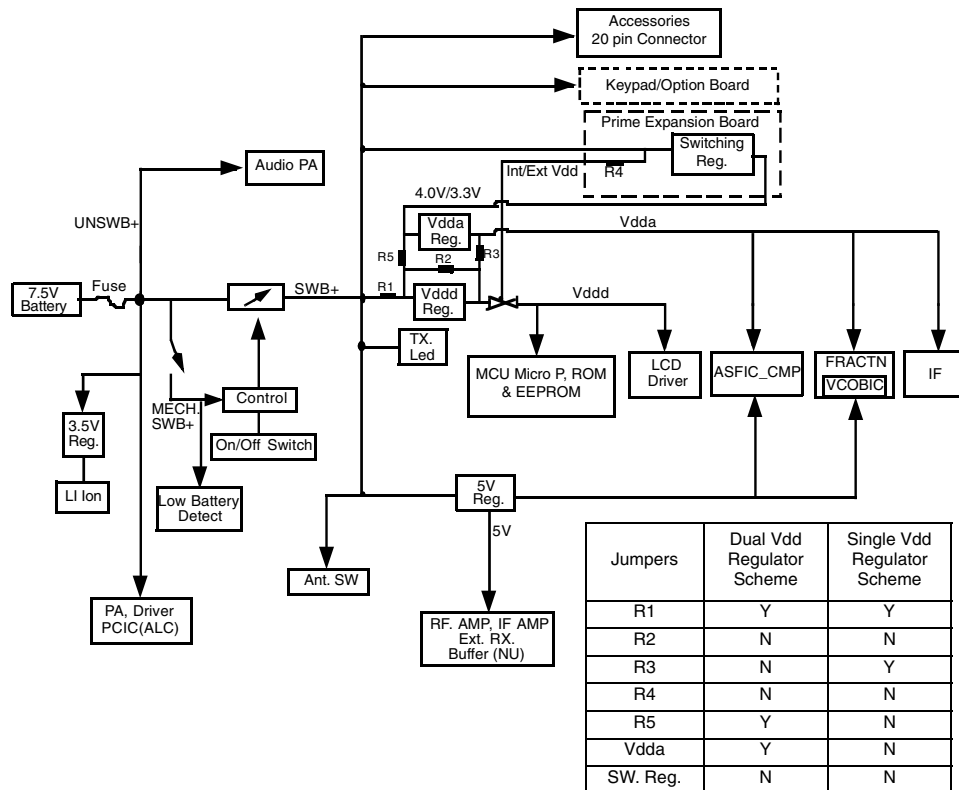 Accessories
20 pin Connector
Keypad/Option Board
Prime Expansion Board
Switching
Reg.
R4
Int/Ext Vdd
Audio PA
4.0V/3.3V
Vdda
Reg.
Vdda
UNSWB+
R5
R2
R3
7.5V
Battery
Fuse
SWB+
R1
Vddd
Reg.
Vddd
TX.
Led
MCU Micro P, ROM
& EEPROM
LCD
Driver
ASFIC_CMP
FRACTN
VCOBIC
IF
3.5V
Reg.
MECH.
SWB+
Control
On/Off Switch
LI Ion
Low Battery
Detect
5V
Reg.
5V
Ant. SW
PA, Driver
PCIC(ALC)
RF. AMP, IF AMP
Ext. RX.
Buffer (NU)
Jumpers
Dual Vdd
Regulator
Scheme
Single Vdd
Regulator
Scheme
R1 Y Y
R2 N N
R3 N Y
R4 N N
R5 Y N
Vdda Y N
SW. Reg. N N